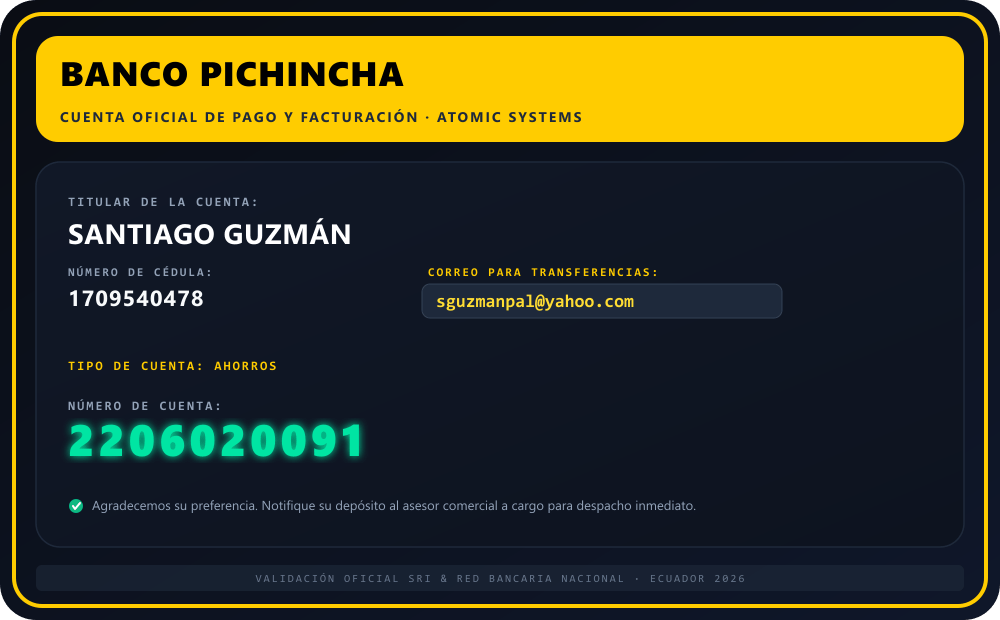 BANCO PICHINCHA
CUENTA OFICIAL DE PAGO Y FACTURACIÓN · ATOMIC SYSTEMS
TITULAR DE LA CUENTA:
SANTIAGO GUZMÁN
NÚMERO DE CÉDULA:
1709540478
CORREO PARA TRANSFERENCIAS:
sguzmanpal@yahoo.com
TIPO DE CUENTA: AHORROS
NÚMERO DE CUENTA:
2206020091
Agradecemos su preferencia. Notifique su depósito al asesor comercial a cargo para despacho inmediato.
VALIDACIÓN OFICIAL SRI & RED BANCARIA NACIONAL · ECUADOR 2026